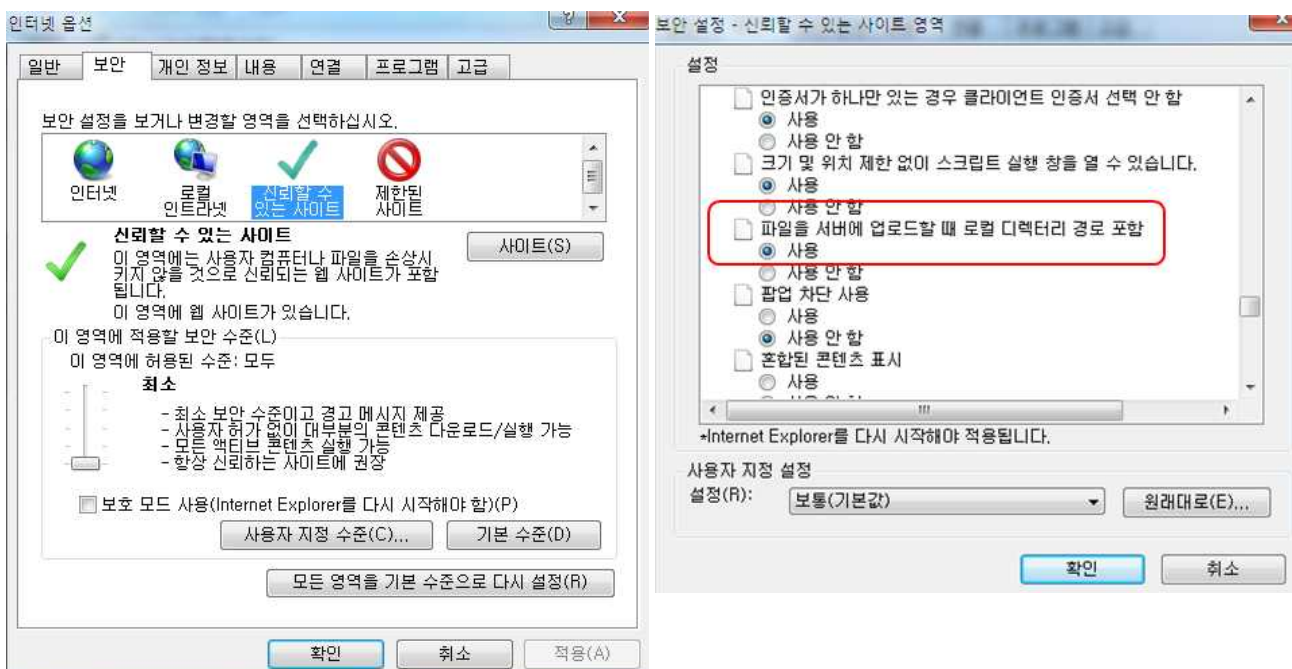 인터넷 옵션
일반 보안 개인 정보 내용 연결 프로그램 고급
보안 설정을 보거나 변경할 영역을 선택하십시오.
인터넷
로컬
인트라넷
신뢰할 수
있는 사이트
제한된
사이트
신뢰할 수 있는 사이트
사이트(S)
이 영역에는 사용자 컴퓨터나 파일을 손상시
키지 않을 것으로 신뢰되는 웹 사이트가 포함
됩니다.
이 영역에 웹 사이트가 있습니다.
이 영역에 적용할 보안 수준(L)
이 영역에 허용된 수준: 모두
최소
- 최소 보안 수준이고 경고 메시지 제공
- 사용자 허가 없이 대부분의 콘텐츠 다운로드/실행 가능
- 모든 액티브 콘텐츠 실행 가능
- 항상 신뢰하는 사이트에 권장
보호 모드 사용(Internet Explorer를 다시 시작해야 함)(P)
사용자 지정 수준(C)... 기본 수준(D)
모든 영역을 기본 수준으로 다시 설정(R)
확인 취소 적용(A)
보안 설정 - 신뢰할 수 있는 사이트 영역
설정
인증서가 하나만 있는 경우 클라이언트 인증서 선택 안 함
사용
사용 안 함
크기 및 위치 제한 없이 스크립트 실행 창을 열 수 있습니다.
사용
사용 안 함
파일을 서버에 업로드할 때 로컬 디렉터리 경로 포함
사용
사용 안 함
팝업 차단 사용
사용
사용 안 함
혼합된 콘텐츠 표시
사용
*Internet Explorer를 다시 시작해야 적용됩니다.
사용자 지정 설정
설정(R): 보통(기본값) 원래대로(E)...
확인 취소